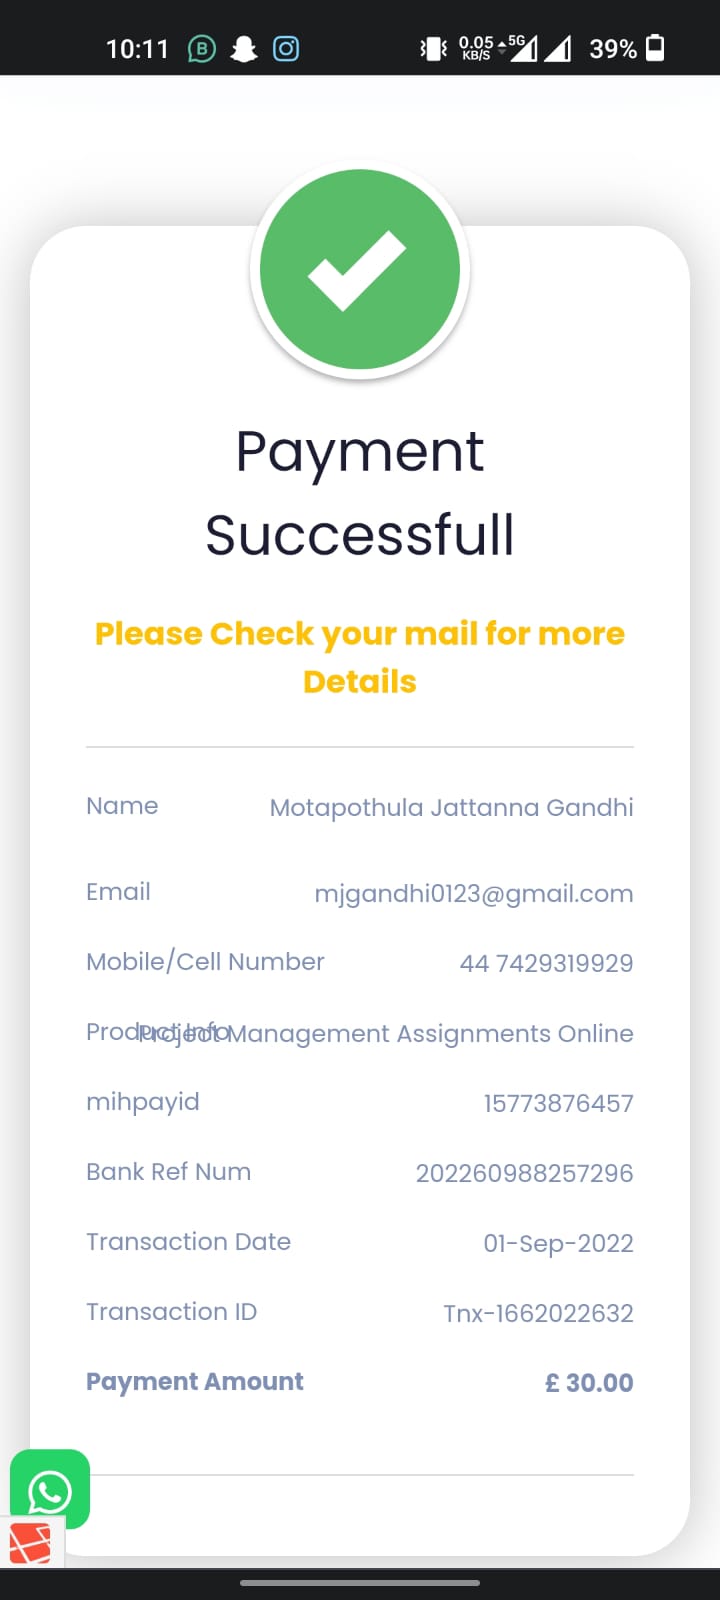 10:11 B 0.05 KB/S 5G 39%
Payment
Successfull
Please Check your mail for more
Details
Name Motapothula Jattanna Gandhi
Email mjgandhi0123@gmail.com
Mobile/Cell Number 44 7429319929
Product Info Project Management Assignments Online
mihpayid 15773876457
Bank Ref Num 202260988257296
Transaction Date 01-Sep-2022
Transaction ID Tnx-1662022632
Payment Amount £ 30.00